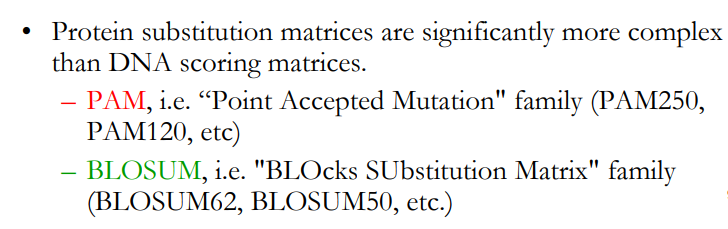 • Protein substitution matrices are significantly more complex
than DNA scoring matrices.
– PAM, i.e. “Point Accepted Mutation" family (PAM250,
PAM120, etc)
– BLOSUM, i.e. "BLOcks SUbstitution Matrix" family
(BLOSUM62, BLOSUM50, etc.)